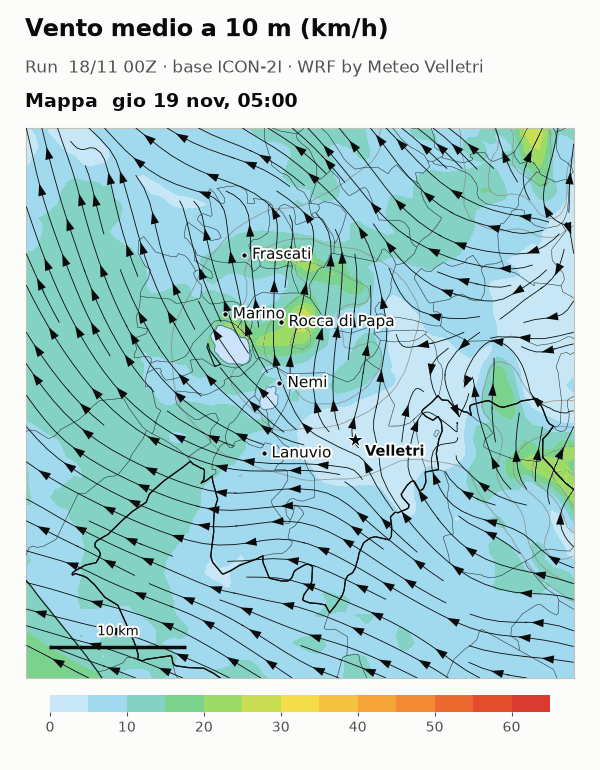 Vento medio a 10 m (km/h)
Run  18/11 00Z · base ICON-2I · WRF by Meteo Velletri
Mappa  gio 19 nov, 05:00
Frascati
Marino
Rocca di Papa
Nemi
Velletri
Lanuvio
10 km
0 10 20 30 40 50 60